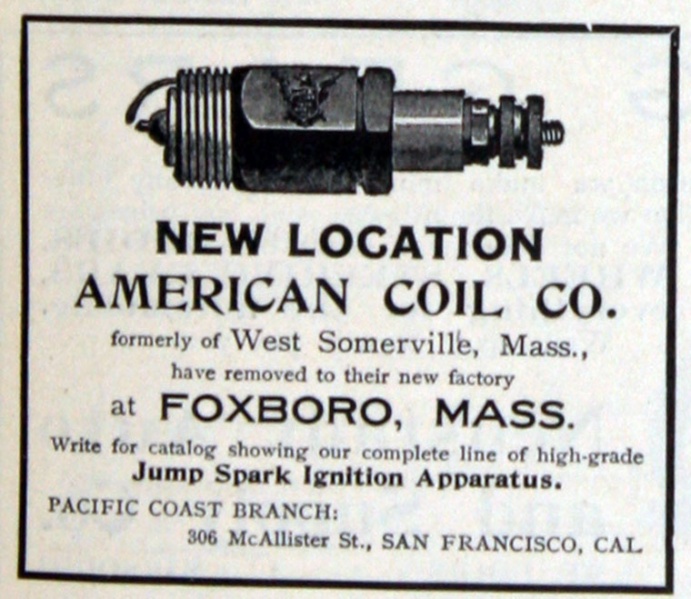 NEW LOCATION
AMERICAN COIL CO.
formerly of West Somerville, Mass.,
have removed to their new factory
at FOXBORO, MASS.
Write for catalog showing our complete line of high-grade
Jump Spark Ignition Apparatus.
PACIFIC COAST BRANCH:
306 McAllister St., SAN FRANCISCO, CAL